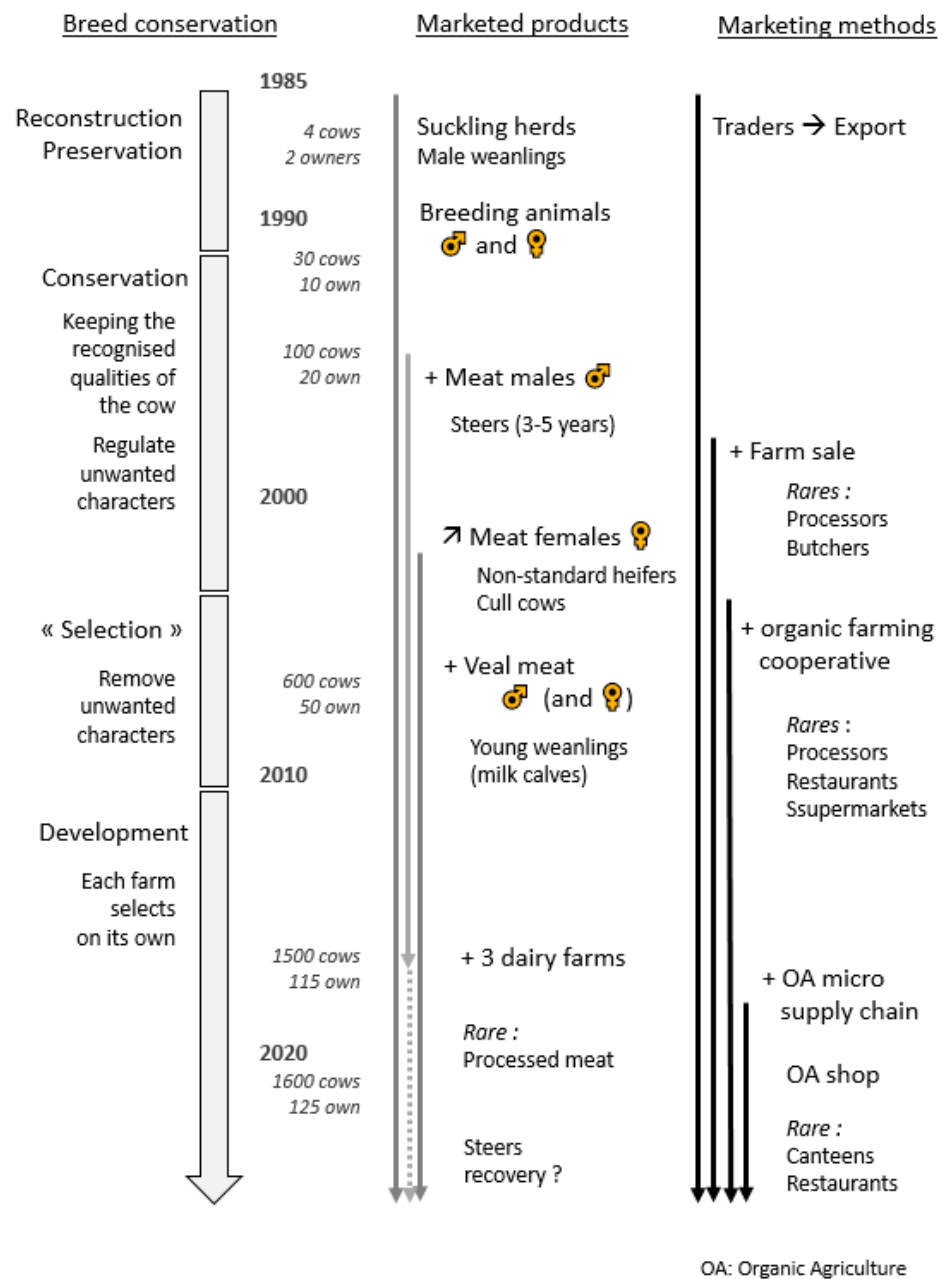 Breed conservation
Marketed products
Marketing methods
1985
Reconstruction
Preservation
4 cows
2 owners
1990
Conservation
30 cows
10 own
Keeping the
recognised
qualities of
the cow
100 cows
20 own
Regulate
unwanted
characters
2000
« Selection »
Remove
unwanted
characters
600 cows
50 own
2010
Development
Each farm
selects
on its own
1500 cows
115 own
2020
1600 cows
125 own
Suckling herds
Male weanlings
Breeding animals
♂ and ♀
+ Meat males ♂
Steers (3-5 years)
↗ Meat females ♀
Non-standard heifers
Cull cows
+ Veal meat
♂ (and ♀)
Young weanlings
(milk calves)
+ 3 dairy farms
Rare :
Processed meat
Steers
recovery ?
Traders → Export
+ Farm sale
Rares :
Processors
Butchers
+ organic farming
cooperative
Rares :
Processors
Restaurants
Ssupermarkets
+ OA micro
supply chain
OA shop
Rare :
Canteens
Restaurants
OA: Organic Agriculture